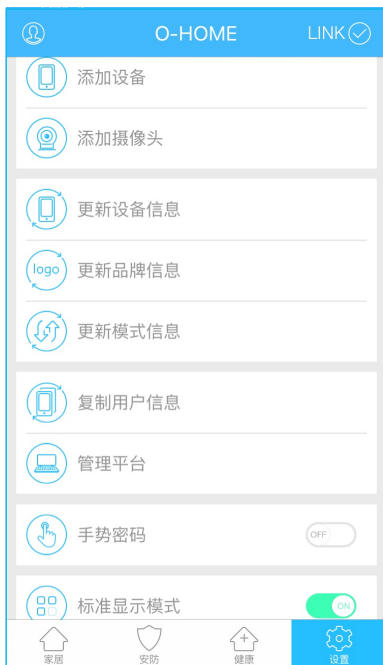 O-HOME
LINK
添加设备
添加摄像头
更新设备信息
logo
更新品牌信息
更新模式信息
复制用户信息
管理平台
手势密码
OFF
标准显示模式
ON
家居
安防
健康
设置